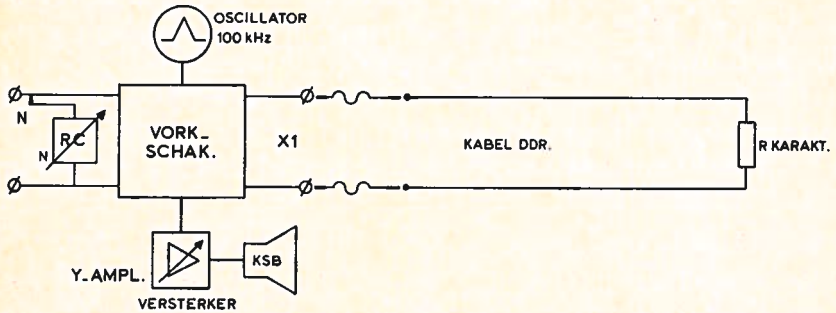 OSCILLATOR
100 kHz
N
RC
N
VORK_
SCHAK.
X1
KABEL DDR.
R KARAKT.
Y_AMPL.
KSB
VERSTERKER